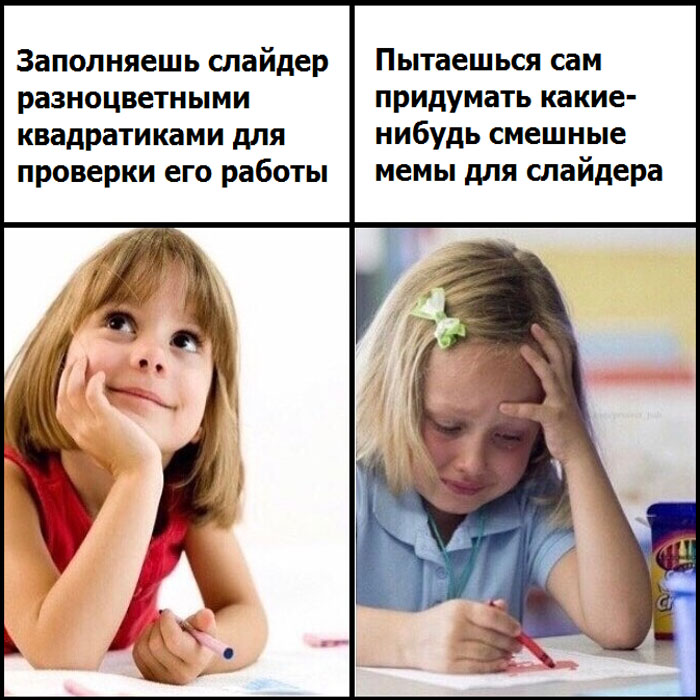 Заполняешь слайдер
разноцветными
квадратиками для
проверки его работы
Пытаешься сам
придумать какие-
нибудь смешные
мемы для слайдера